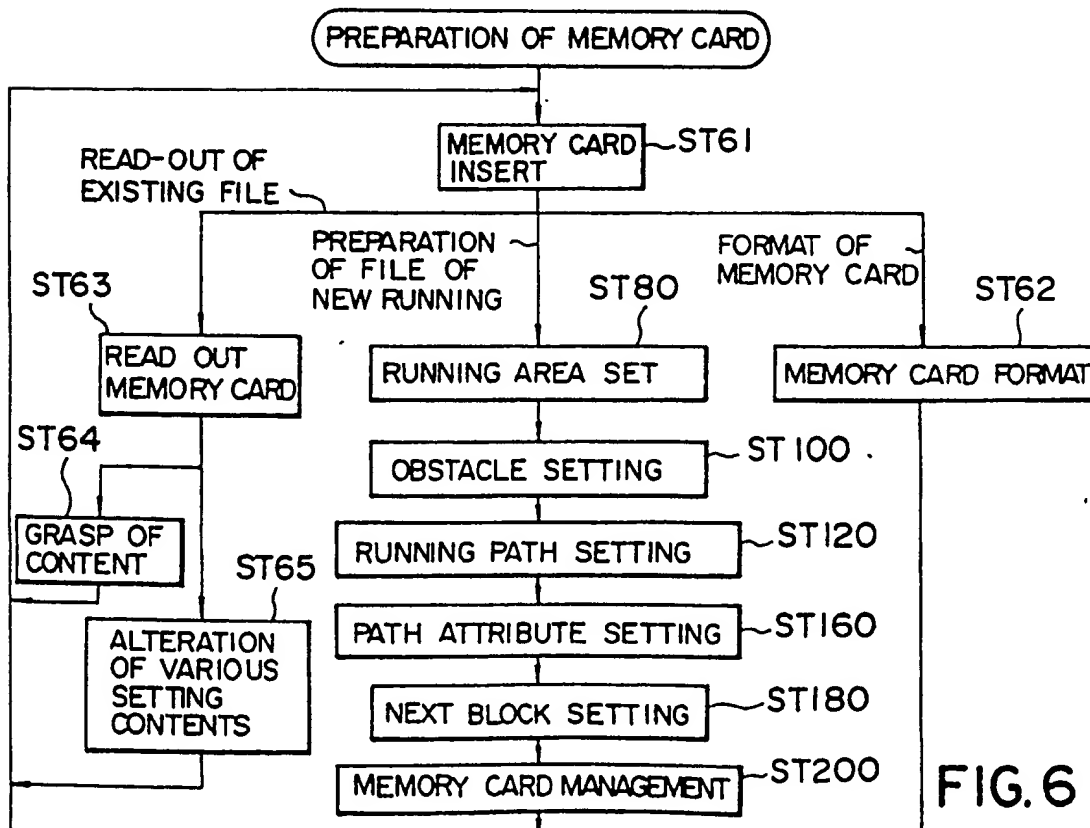 PREPARATION OF MEMORY CARD
MEMORY CARD
INSERT
ST61
READ-OUT OF
EXISTING FILE
PREPARATION
OF FILE OF
NEW RUNNING
FORMAT OF
MEMORY CARD
ST63
READ OUT
MEMORY CARD
ST80
RUNNING AREA SET
ST62
MEMORY CARD FORMAT
ST64
GRASP OF
CONTENT
ST65
ALTERATION
OF VARIOUS
SETTING
CONTENTS
OBSTACLE SETTING
ST100
RUNNING PATH SETTING
ST120
PATH ATTRIBUTE SETTING
ST160
NEXT BLOCK SETTING
ST180
MEMORY CARD MANAGEMENT
ST200
FIG. 6